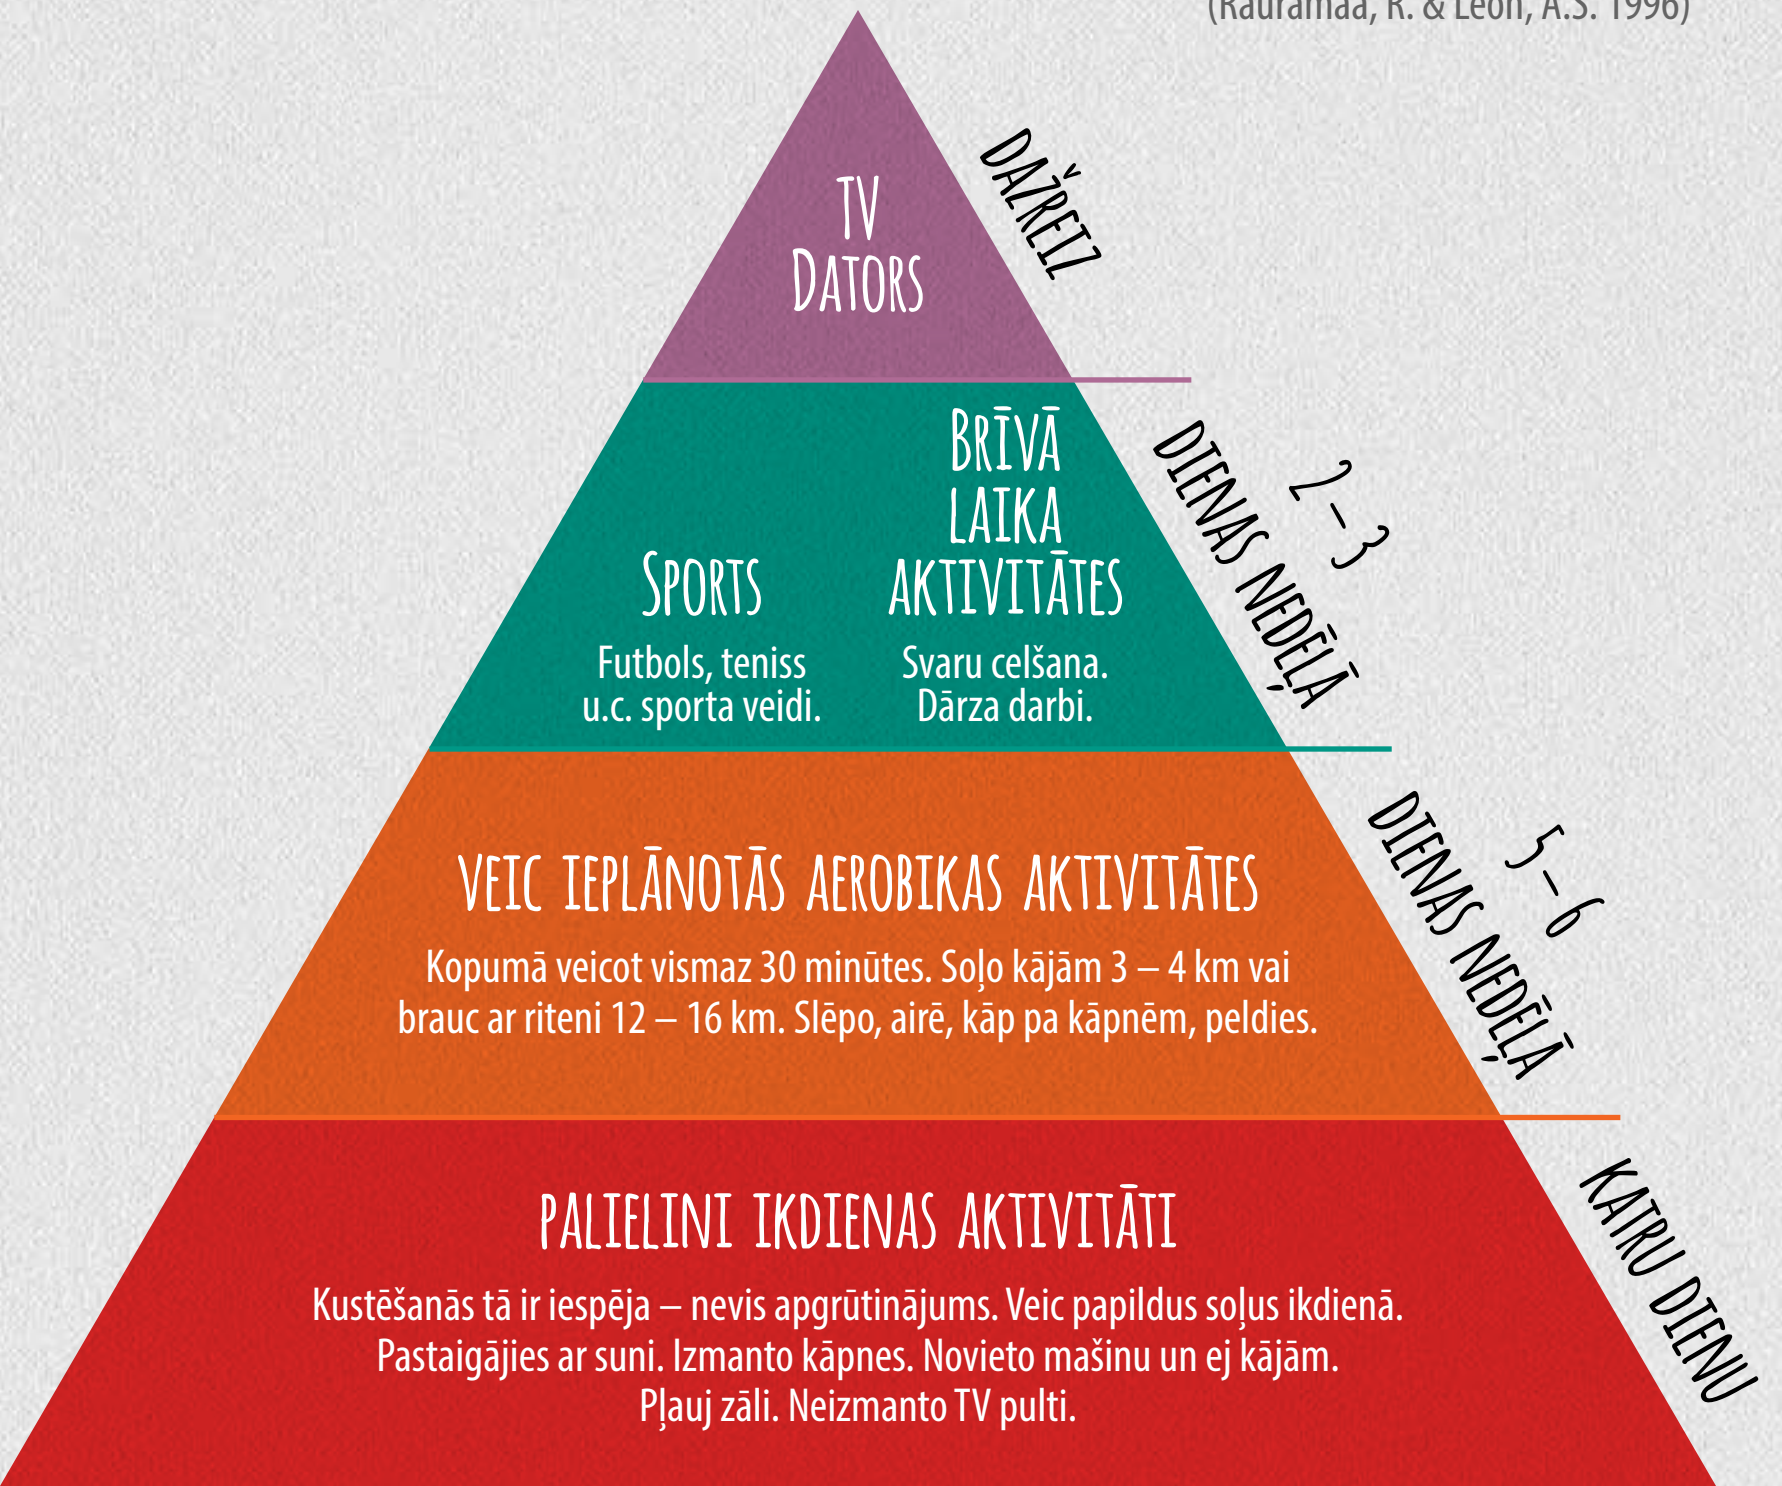 (Rauramaa, R. & Leon, A.S. 1996)
TV
DATORS
DAŽREIZ
SPORTS
Futbols, teniss
u.c. sporta veidi.
BRĪVĀ
LAIKA
AKTIVITĀTES
Svaru celšana.
Dārza darbi.
2 – 3
DIENAS NEDĒĻĀ
VEIC IEPLĀNOTĀS AEROBIKAS AKTIVITĀTES
Kopumā veicot vismaz 30 minūtes. Soļo kājām 3 – 4 km vai
brauc ar riteni 12 – 16 km. Slēpo, airē, kāp pa kāpnēm, peldies.
5 – 6
DIENAS NEDĒĻĀ
PALIELINI IKDIENAS AKTIVITĀTI
Kustēšanās tā ir iespēja – nevis apgrūtinājums. Veic papildus soļus ikdienā.
Pastaigājies ar suni. Izmanto kāpnes. Novieto mašinu un ej kājām.
Pļauj zāli. Neizmanto TV pulti.
KATRU DIENU